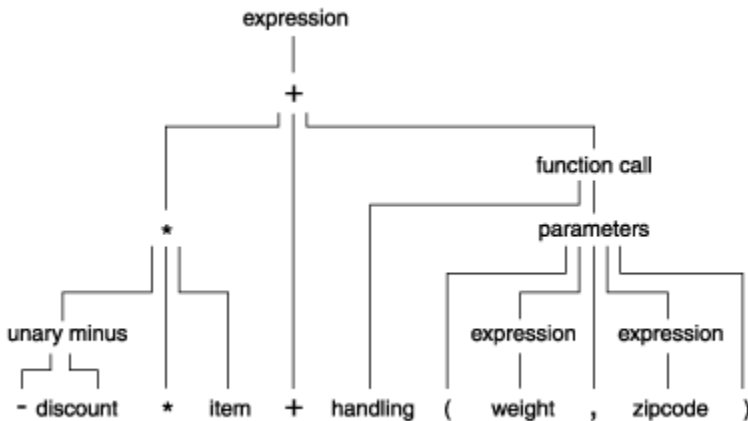 expression
+
function call
* parameters
unary minus expression expression
- discount * item + handling ( weight , zipcode )